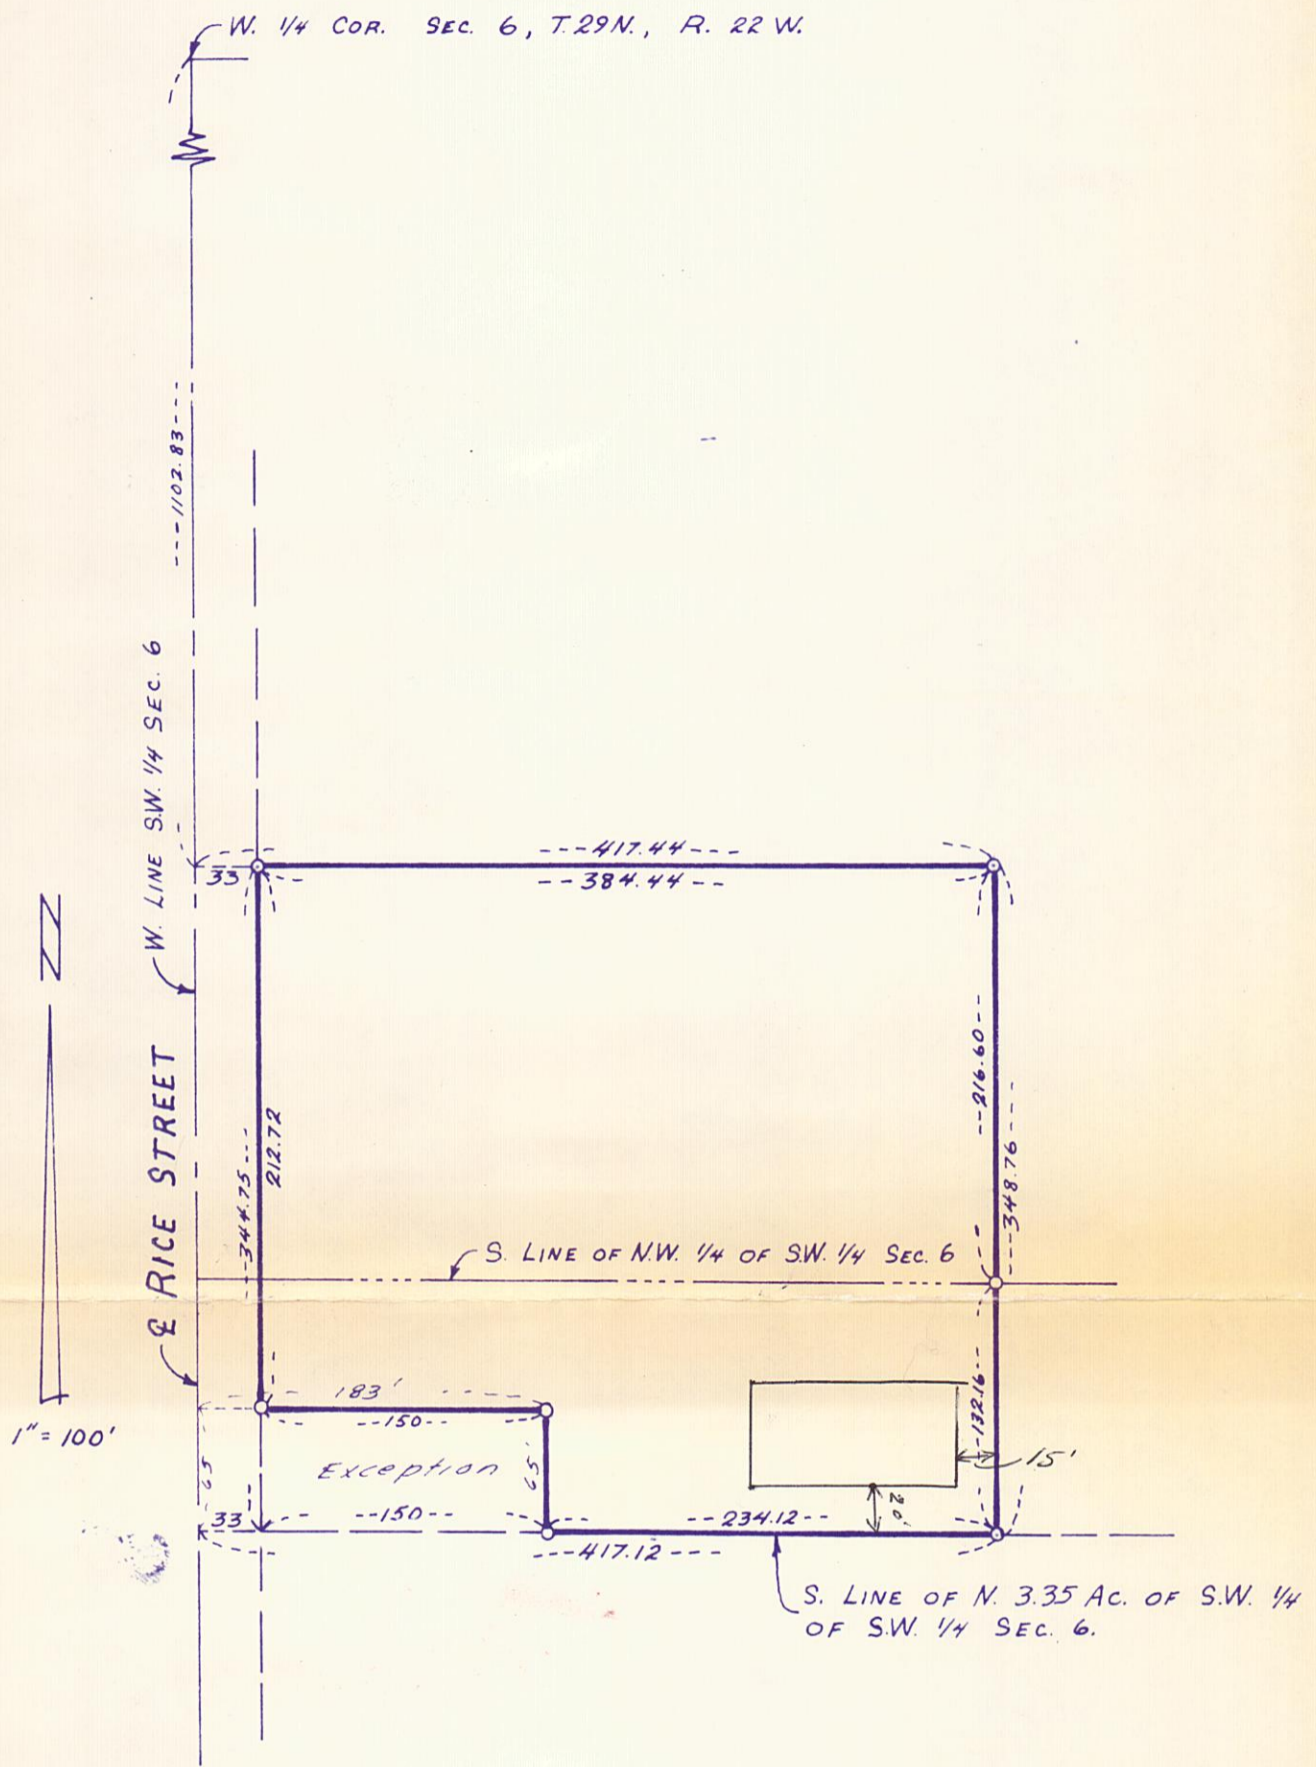 W. 1/4 COR. SEC. 6, T.29N., R. 22 W.
---1102.83---
W. LINE S.W. 1/4 SEC. 6
---417.44---
33
--384.44--
N
--216.60--
℄ RICE STREET
212.72
---344.75---
---348.76---
S. LINE OF N.W. 1/4 OF S.W. 1/4 SEC. 6
183'
--150--
--132.16--
1" = 100'
Exception
65
65'
15'
20'
33
--150--
--234.12--
---417.12---
S. LINE OF N. 3.35 AC. OF S.W. 1/4
OF S.W. 1/4 SEC. 6.